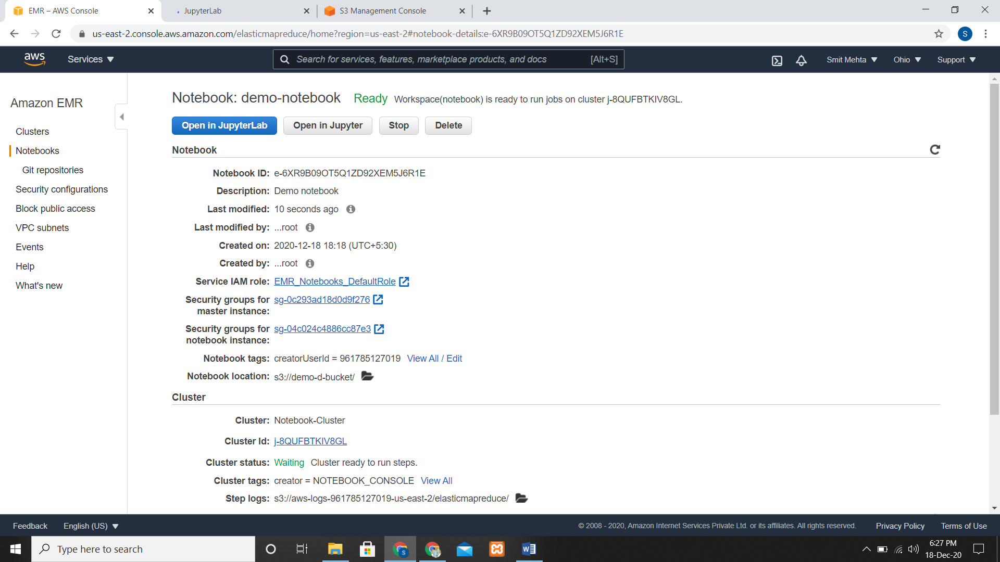 EMR – AWS Console
JupyterLab
S3 Management Console
us-east-2.console.aws.amazon.com/elasticmapreduce/home?region=us-east-2#notebook-details:e-6XR9B09OT5Q1ZD92XEM5J6R1E
S
aws
Services
Search for services, features, marketplace products, and docs [Alt+S]
Smit Mehta
Ohio
Support
Amazon EMR
Clusters
Notebooks
Git repositories
Security configurations
Block public access
VPC subnets
Events
Help
What's new
Notebook: demo-notebook Ready Workspace(notebook) is ready to run jobs on cluster j-8QUFBTKIV8GL.
Open in JupyterLab Open in Jupyter Stop Delete
Notebook
Notebook ID: e-6XR9B09OT5Q1ZD92XEM5J6R1E
Description: Demo notebook
Last modified: 10 seconds ago
Last modified by: ...root
Created on: 2020-12-18 18:18 (UTC+5:30)
Created by: ...root
Service IAM role: EMR_Notebooks_DefaultRole
Security groups for sg-0c293ad18d0d9f276
master instance:
Security groups for sg-04c024c4886cc87e3
notebook instance:
Notebook tags: creatorUserId = 961785127019 View All / Edit
Notebook location: s3://demo-d-bucket/
Cluster
Cluster: Notebook-Cluster
Cluster Id: j-8QUFBTKIV8GL
Cluster status: Waiting Cluster ready to run steps.
Cluster tags: creator = NOTEBOOK_CONSOLE View All
Step logs: s3://aws-logs-961785127019-us-east-2/elasticmapreduce/
Feedback English (US) © 2008 - 2020, Amazon Internet Services Private Ltd. or its affiliates. All rights reserved. Privacy Policy Terms of Use
Type here to search
6:27 PM
18-Dec-20